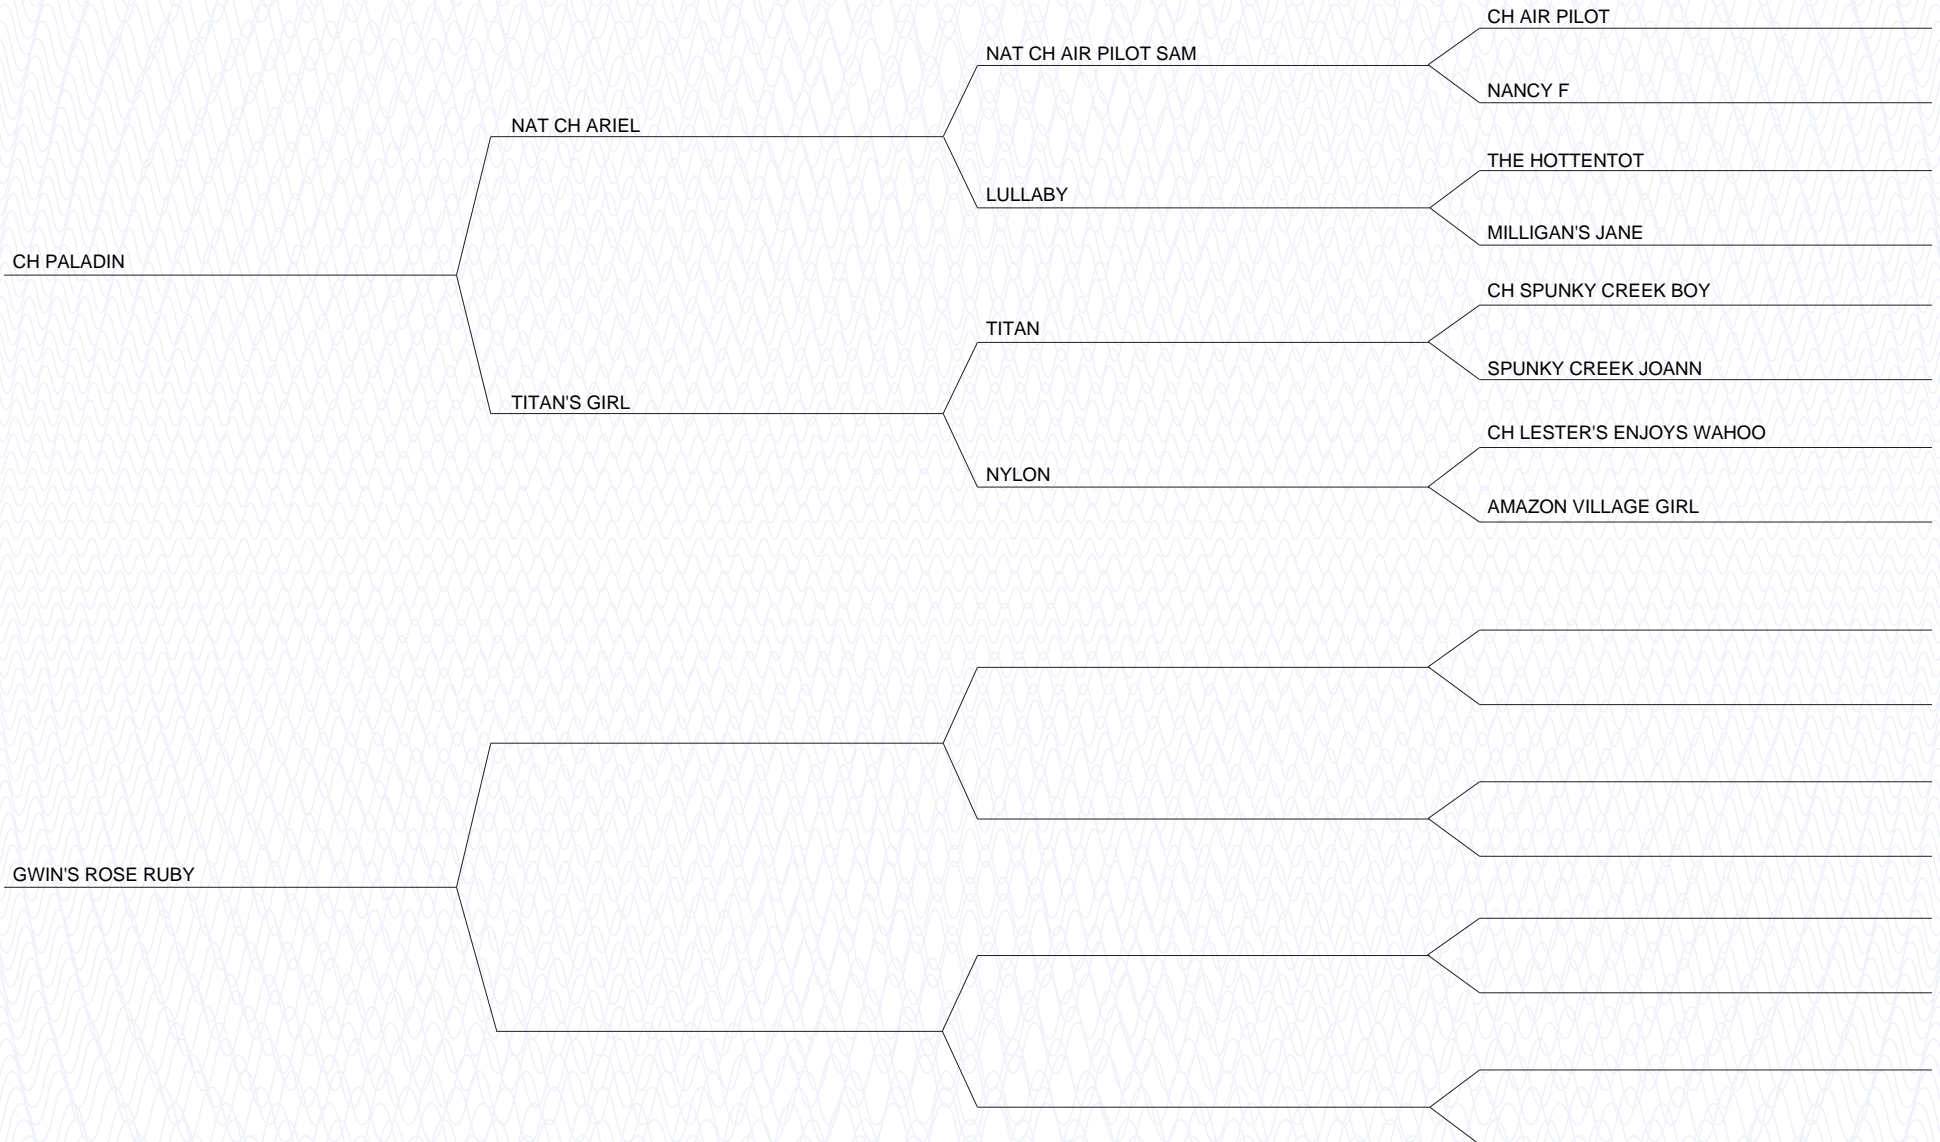 CH AIR PILOT
NAT CH AIR PILOT SAM
NANCY F
NAT CH ARIEL
THE HOTTENTOT
LULLABY
MILLIGAN'S JANE
CH PALADIN
CH SPUNKY CREEK BOY
TITAN
SPUNKY CREEK JOANN
TITAN'S GIRL
CH LESTER'S ENJOYS WAHOO
NYLON
AMAZON VILLAGE GIRL
GWIN'S ROSE RUBY